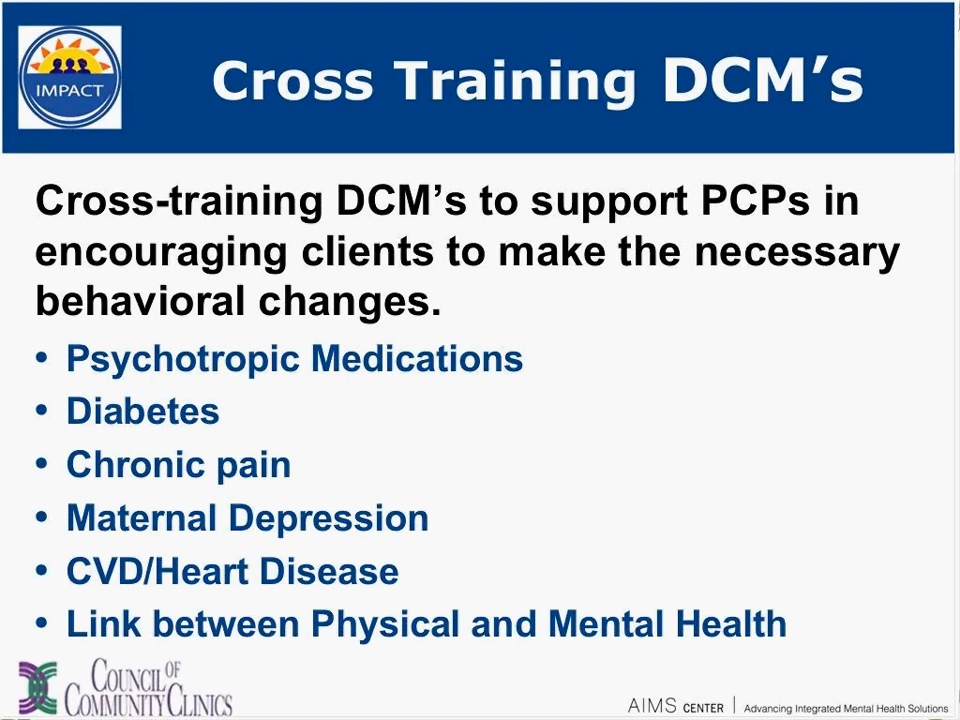 IMPACT
Cross Training DCM’s
Cross-training DCM’s to support PCPs in
encouraging clients to make the necessary
behavioral changes.
• Psychotropic Medications
• Diabetes
• Chronic pain
• Maternal Depression
• CVD/Heart Disease
• Link between Physical and Mental Health
COUNCIL OF
COMMUNITY CLINICS
AIMS CENTER | Advancing Integrated Mental Health Solutions